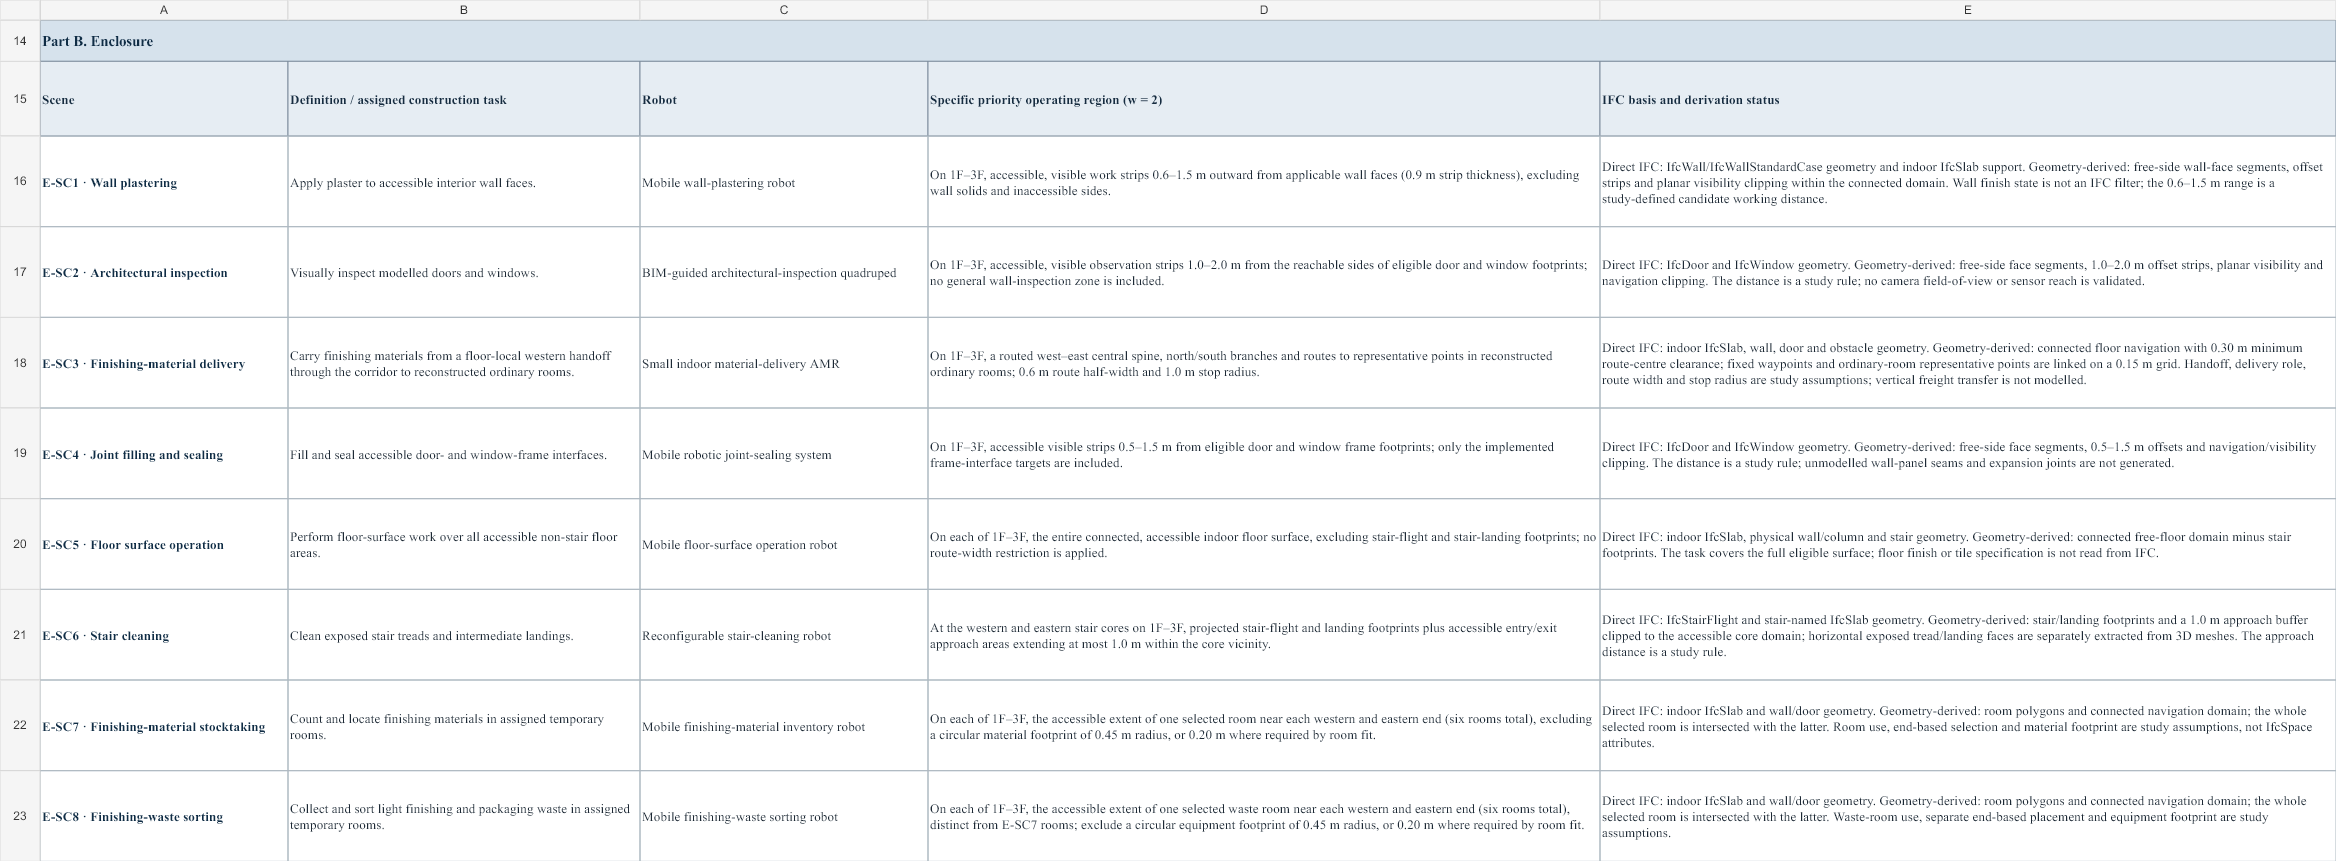 A B C D E
14 Part B. Enclosure
15 Scene Definition / assigned construction task Robot Specific priority operating region (w = 2) IFC basis and derivation status
16
E-SC1 · Wall plastering
Apply plaster to accessible interior wall faces.
Mobile wall-plastering robot
On 1F–3F, accessible, visible work strips 0.6–1.5 m outward from applicable wall faces (0.9 m strip thickness), excluding
wall solids and inaccessible sides.
Direct IFC: IfcWall/IfcWallStandardCase geometry and indoor IfcSlab support. Geometry-derived: free-side wall-face segments, offset
strips and planar visibility clipping within the connected domain. Wall finish state is not an IFC filter; the 0.6–1.5 m range is a
study-defined candidate working distance.
17
E-SC2 · Architectural inspection
Visually inspect modelled doors and windows.
BIM-guided architectural-inspection quadruped
On 1F–3F, accessible, visible observation strips 1.0–2.0 m from the reachable sides of eligible door and window footprints;
no general wall-inspection zone is included.
Direct IFC: IfcDoor and IfcWindow geometry. Geometry-derived: free-side face segments, 1.0–2.0 m offset strips, planar visibility and
navigation clipping. The distance is a study rule; no camera field-of-view or sensor reach is validated.
18
E-SC3 · Finishing-material delivery
Carry finishing materials from a floor-local western handoff
through the corridor to reconstructed ordinary rooms.
Small indoor material-delivery AMR
On 1F–3F, a routed west–east central spine, north/south branches and routes to representative points in reconstructed
ordinary rooms; 0.6 m route half-width and 1.0 m stop radius.
Direct IFC: indoor IfcSlab, wall, door and obstacle geometry. Geometry-derived: connected floor navigation with 0.30 m minimum
route-centre clearance; fixed waypoints and ordinary-room representative points are linked on a 0.15 m grid. Handoff, delivery role,
route width and stop radius are study assumptions; vertical freight transfer is not modelled.
19
E-SC4 · Joint filling and sealing
Fill and seal accessible door- and window-frame interfaces.
Mobile robotic joint-sealing system
On 1F–3F, accessible visible strips 0.5–1.5 m from eligible door and window frame footprints; only the implemented
frame-interface targets are included.
Direct IFC: IfcDoor and IfcWindow geometry. Geometry-derived: free-side face segments, 0.5–1.5 m offsets and navigation/visibility
clipping. The distance is a study rule; unmodelled wall-panel seams and expansion joints are not generated.
20
E-SC5 · Floor surface operation
Perform floor-surface work over all accessible non-stair floor
areas.
Mobile floor-surface operation robot
On each of 1F–3F, the entire connected, accessible indoor floor surface, excluding stair-flight and stair-landing footprints; no
route-width restriction is applied.
Direct IFC: indoor IfcSlab, physical wall/column and stair geometry. Geometry-derived: connected free-floor domain minus stair
footprints. The task covers the full eligible surface; floor finish or tile specification is not read from IFC.
21
E-SC6 · Stair cleaning
Clean exposed stair treads and intermediate landings.
Reconfigurable stair-cleaning robot
At the western and eastern stair cores on 1F–3F, projected stair-flight and landing footprints plus accessible entry/exit
approach areas extending at most 1.0 m within the core vicinity.
Direct IFC: IfcStairFlight and stair-named IfcSlab geometry. Geometry-derived: stair/landing footprints and a 1.0 m approach buffer
clipped to the accessible core domain; horizontal exposed tread/landing faces are separately extracted from 3D meshes. The approach
distance is a study rule.
22
E-SC7 · Finishing-material stocktaking
Count and locate finishing materials in assigned temporary
rooms.
Mobile finishing-material inventory robot
On each of 1F–3F, the accessible extent of one selected room near each western and eastern end (six rooms total), excluding
a circular material footprint of 0.45 m radius, or 0.20 m where required by room fit.
Direct IFC: indoor IfcSlab and wall/door geometry. Geometry-derived: room polygons and connected navigation domain; the whole
selected room is intersected with the latter. Room use, end-based selection and material footprint are study assumptions, not IfcSpace
attributes.
23
E-SC8 · Finishing-waste sorting
Collect and sort light finishing and packaging waste in assigned
temporary rooms.
Mobile finishing-waste sorting robot
On each of 1F–3F, the accessible extent of one selected waste room near each western and eastern end (six rooms total),
distinct from E-SC7 rooms; exclude a circular equipment footprint of 0.45 m radius, or 0.20 m where required by room fit.
Direct IFC: indoor IfcSlab and wall/door geometry. Geometry-derived: room polygons and connected navigation domain; the whole
selected room is intersected with the latter. Waste-room use, separate end-based placement and equipment footprint are study
assumptions.